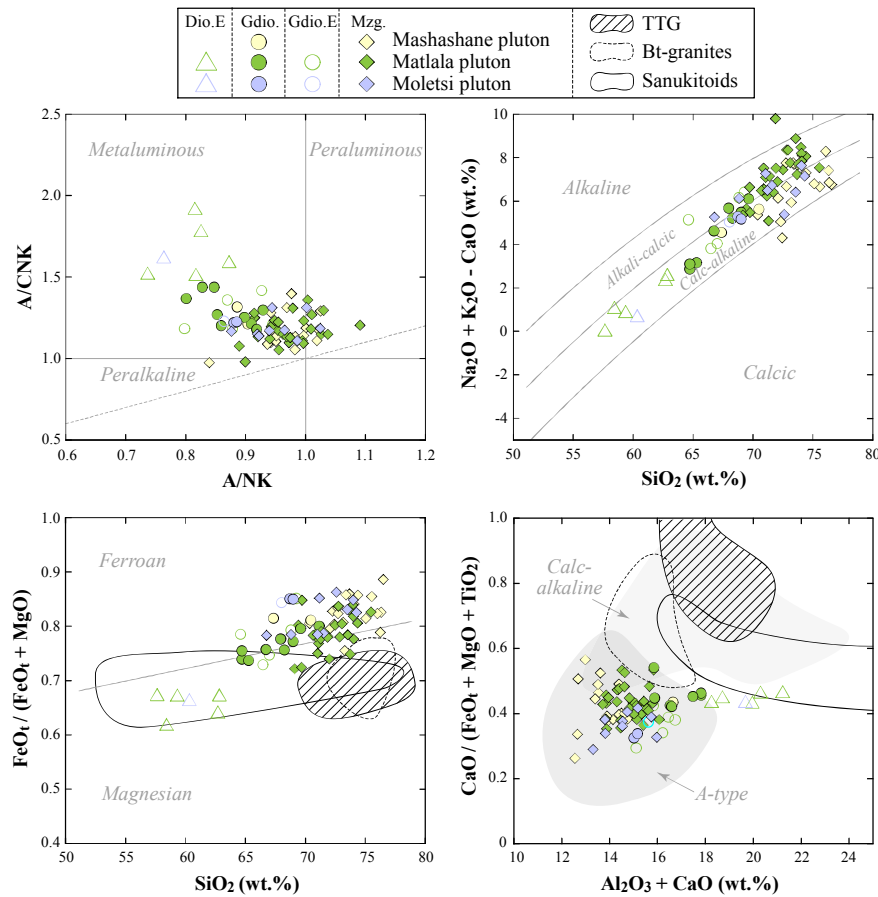 Dio.E Gdio. Gdio.E Mzg.
Mashashane pluton
Matlala pluton
Moletsi pluton
TTG
Bt-granites
Sanukitoids
2.5
2.0
1.5
1.0
0.5
0.6 0.7 0.8 0.9 1.0 1.1 1.2
A/CNK
A/NK
Metaluminous
Peraluminous
Peralkaline
10
8
6
4
2
0
-2
-4
50 55 60 65 70 75 80
Na2O + K2O - CaO (wt.%)
SiO2 (wt.%)
Alkaline
Alkali-calcic
Calc-alkaline
Calcic
1.0
0.9
0.8
0.7
0.6
0.5
0.4
50 55 60 65 70 75 80
FeOt / (FeOt + MgO)
SiO2 (wt.%)
Ferroan
Magnesian
1.0
0.8
0.6
0.4
0.2
0
10 12 14 16 18 20 22 24
CaO / (FeOt + MgO + TiO2)
Al2O3 + CaO (wt.%)
Calc-
alkaline
A-type